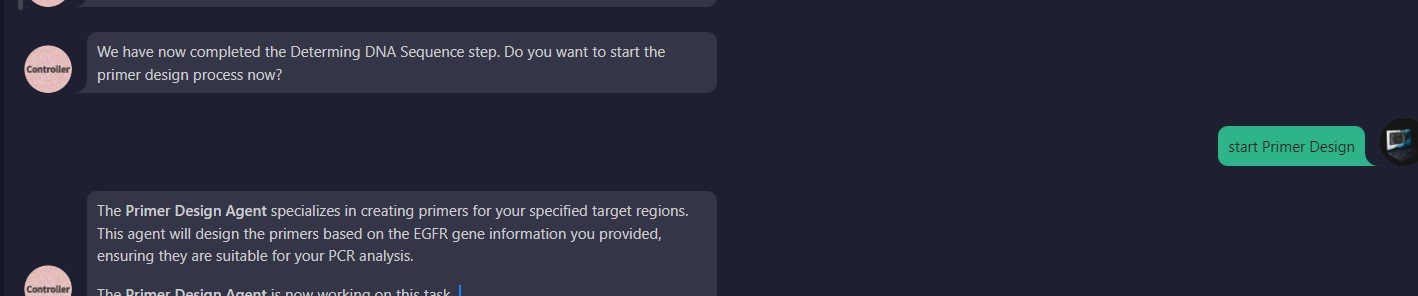 We have now completed the Determing DNA Sequence step. Do you want to start the
primer design process now?
Controller
start Primer Design
The Primer Design Agent specializes in creating primers for your specified target regions.
This agent will design the primers based on the EGFR gene information you provided,
ensuring they are suitable for your PCR analysis.
Controller
The Primer Design Agent is now working on this task.